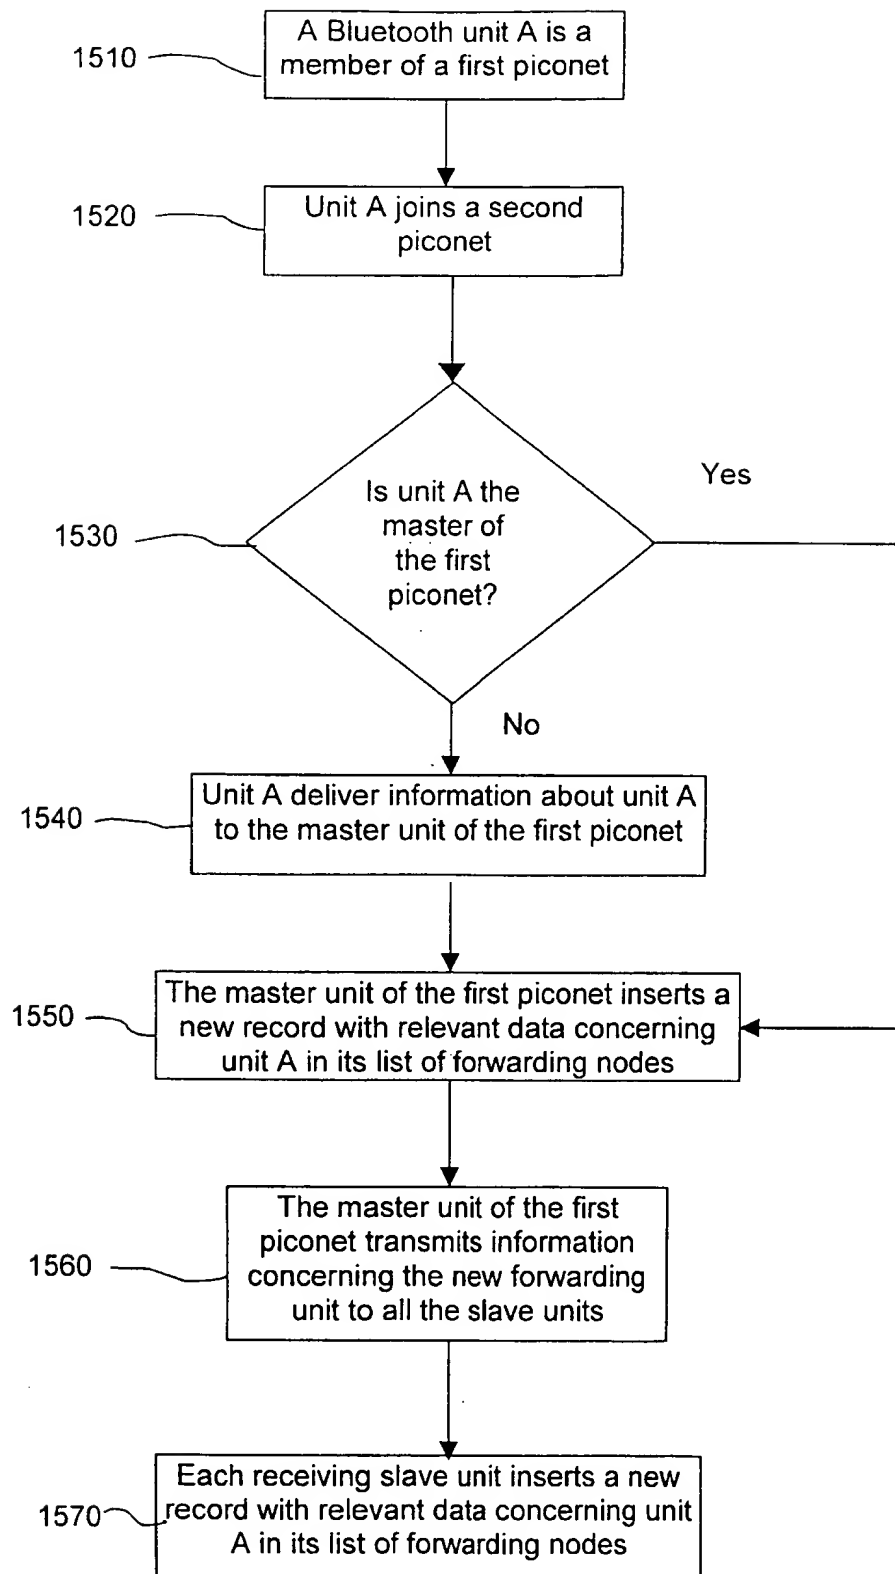 A Bluetooth unit A is a
member of a first piconet
1510
Unit A joins a second
piconet
1520
Yes
Is unit A the
master of
the first
piconet?
1530
No
Unit A deliver information about unit A
to the master unit of the first piconet
1540
The master unit of the first piconet inserts a
new record with relevant data concerning
unit A in its list of forwarding nodes
1550
The master unit of the first
piconet transmits information
concerning the new forwarding
unit to all the slave units
1560
Each receiving slave unit inserts a new
record with relevant data concerning unit
A in its list of forwarding nodes
1570